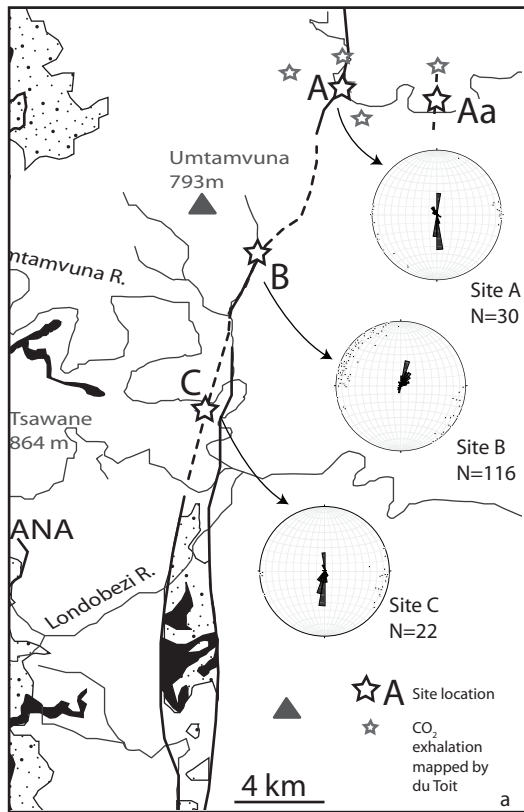 A
Aa
Umtamvuna
793m
mtamvuna R.
B
Site A
N=30
C
Tsawane
864 m
Site B
N=116
ANA
Londobezi R.
Site C
N=22
A Site location
CO2
exhalation
mapped by
du Toit
4 km
a